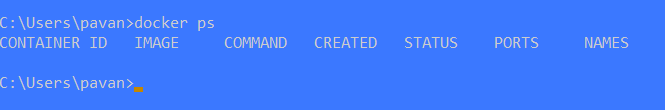 C:\Users\pavan>docker ps
CONTAINER ID   IMAGE     COMMAND   CREATED   STATUS    PORTS     NAMES
C:\Users\pavan>